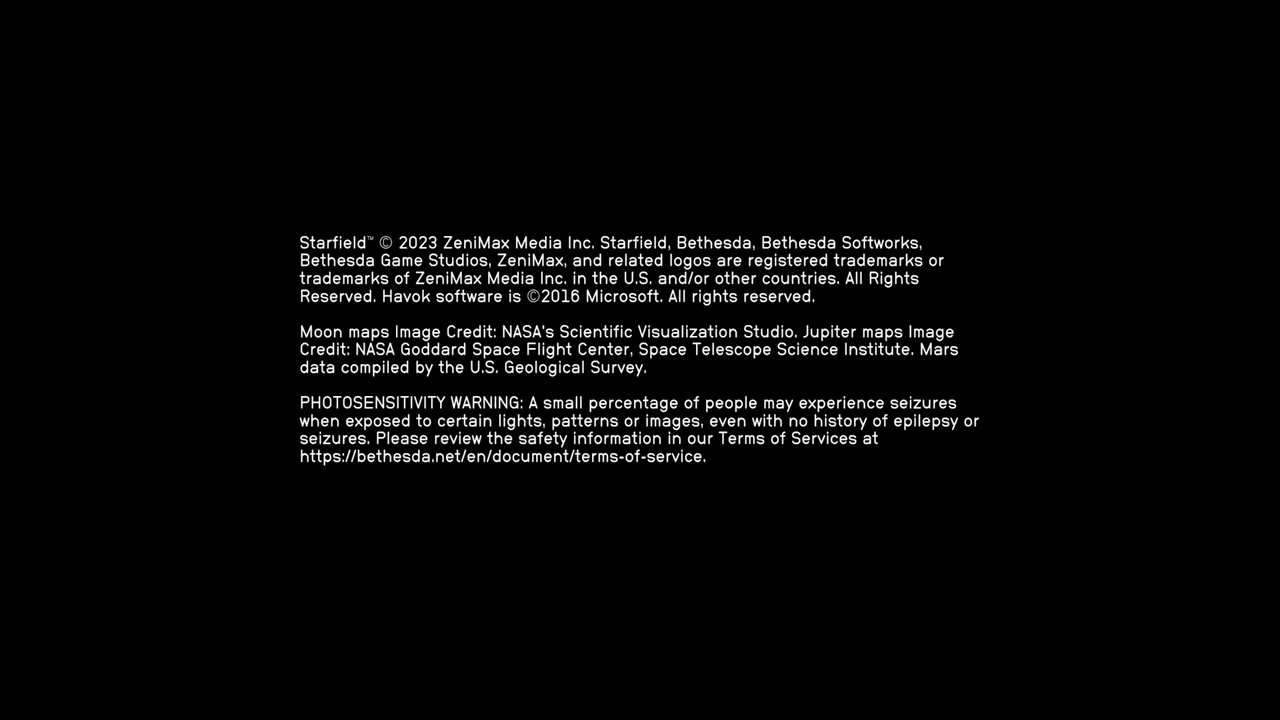 Starfield™ © 2023 ZeniMax Media Inc. Starfield, Bethesda, Bethesda Softworks,
Bethesda Game Studios, ZeniMax, and related logos are registered trademarks or
trademarks of ZeniMax Media Inc. in the U.S. and/or other countries. All Rights
Reserved. Havok software is ©2016 Microsoft. All rights reserved.
Moon maps Image Credit: NASA's Scientific Visualization Studio. Jupiter maps Image
Credit: NASA Goddard Space Flight Center, Space Telescope Science Institute. Mars
data compiled by the U.S. Geological Survey.
PHOTOSENSITIVITY WARNING: A small percentage of people may experience seizures
when exposed to certain lights, patterns or images, even with no history of epilepsy or
seizures. Please review the safety information in our Terms of Services at
https://bethesda.net/en/document/terms-of-service.